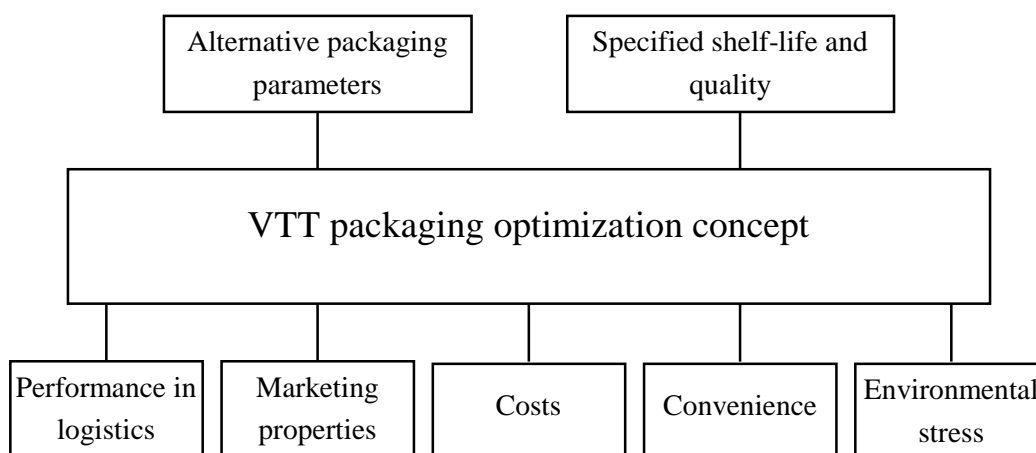 Alternative packaging
parameters
Specified shelf-life and
quality
VTT packaging optimization concept
Performance in
logistics
Marketing
properties
Costs
Convenience
Environmental
stress